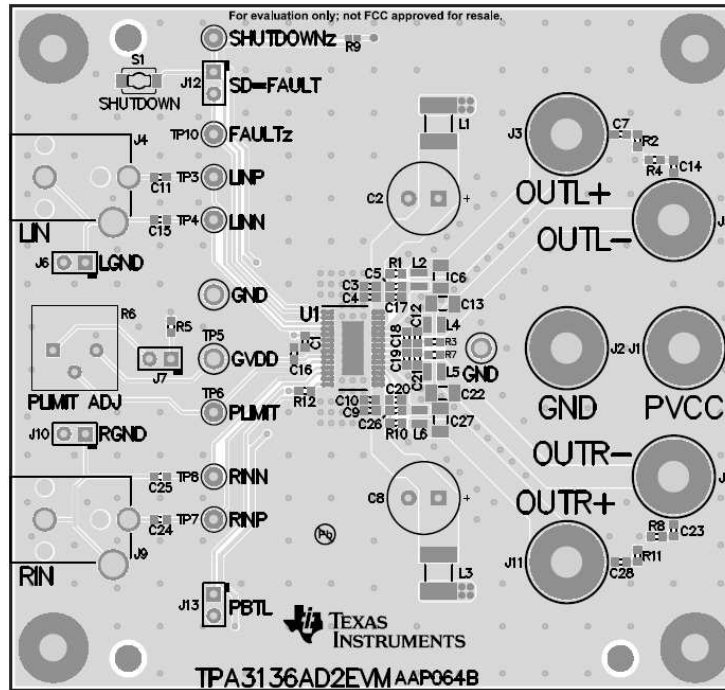 For evaluation only; not FCC approved for resale.
SHUTDOWNz
R9
S1
SHUTDOWN
J12
SD=FAULT
L1
TP10
FAULTz
J3
C7
R2
J4
R4
C14
TP3
LINP
C11
C2
+
OUTL+
TP4
LINN
C15
LIN
OUTL-
J6
LGND
R1
L2
C5
C6
C3
C4
C17
GND
C13
R6
R5
TP5
U1
C1
C18
C12
L4
R3
J2
J1
GVDD
C16
C19
R7
GND
J7
C21
L5
PLIMIT ADJ
TP6
PLIMIT
R12
C10
C20
C22
GND
PVCC
C9
J10
RGND
C26
R10
L6
C27
OUTR-
TP8
RINN
C25
C8
+
OUTR+
TP7
RINP
C24
R8
C23
Pb
J9
RIN
L3
J11
C28
R11
J13
PBTL
TEXAS
INSTRUMENTS
TPA3136AD2EVM AAP064B